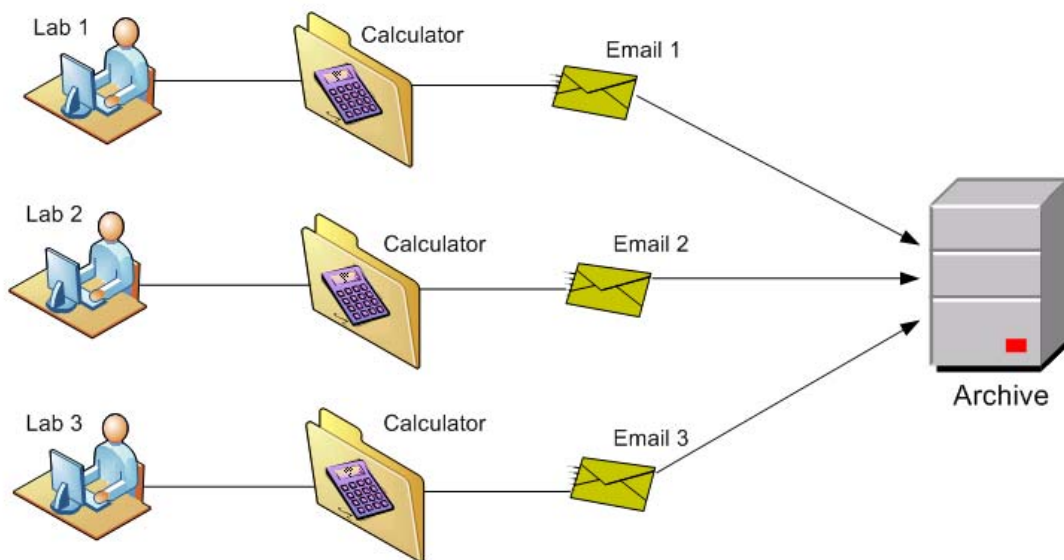 Lab 1
Calculator
Email 1
Lab 2
Calculator
Email 2
Lab 3
Calculator
Email 3
Archive